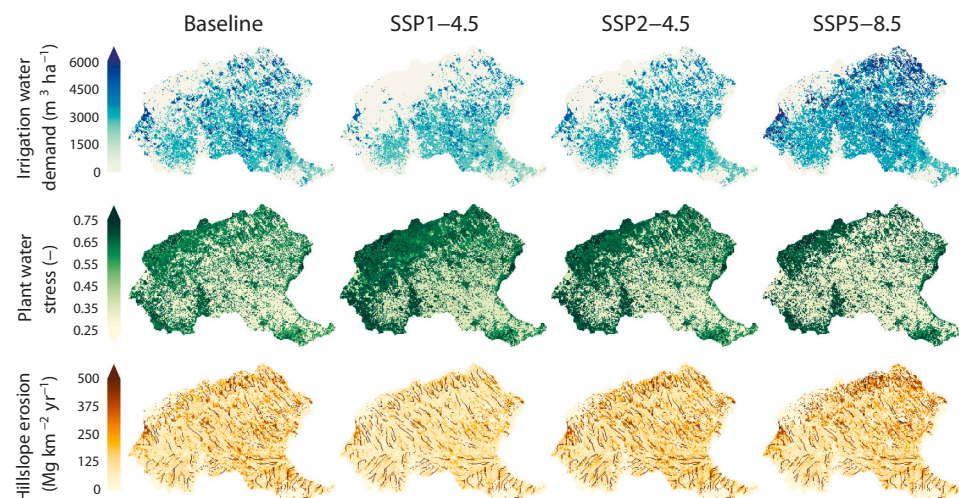 Baseline
SSP1−4.5
SSP2−4.5
SSP5−8.5
Irrigation water
demand (m³ ha⁻¹)
6000
4500
3000
1500
0
Plant water
stress (−)
0.75
0.65
0.55
0.45
0.35
0.25
Hillslope erosion
(Mg km⁻² yr⁻¹)
500
375
250
125
0